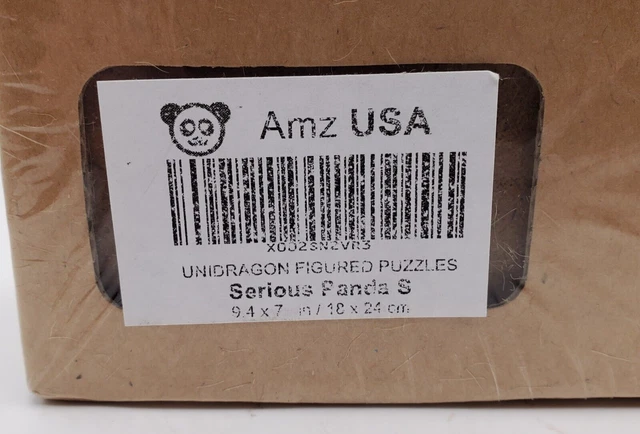 Amz USA
X002SN2VR3
UNIDRAGON FIGURED PUZZLES
Serious Panda S
9.4 x 7 in / 18 x 24 cm